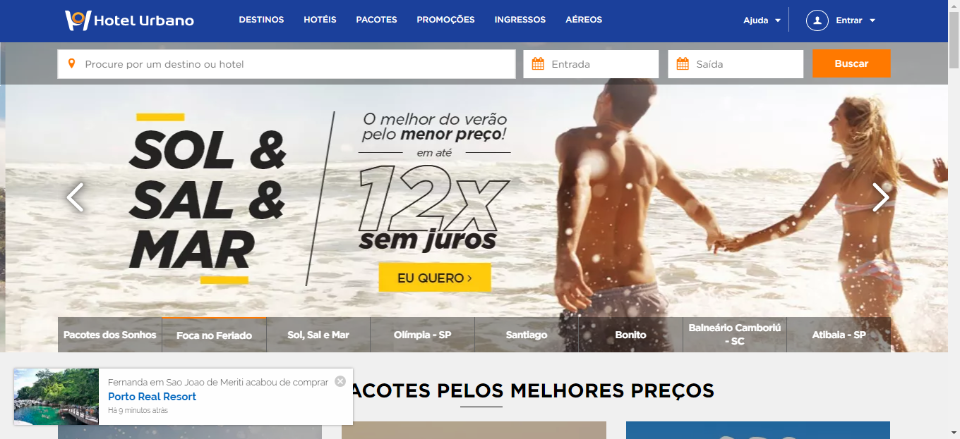 Hotel Urbano
DESTINOS HOTÉIS PACOTES PROMOÇÕES INGRESSOS AÉREOS
Ajuda
Entrar
Procure por um destino ou hotel
Entrada
Saída
Buscar
SOL &
SAL &
MAR
O melhor do verão
pelo menor preço!
em até
12x
sem juros
EU QUERO >
Pacotes dos Sonhos
Foca no Feriado
Sol, Sal e Mar
Olímpia - SP
Santiago
Bonito
Balneário Camboriú
- SC
Atibaia - SP
ACOTES PELOS MELHORES PREÇOS
Fernanda em Sao Joao de Meriti acabou de comprar
Porto Real Resort
Há 9 minutos atrás